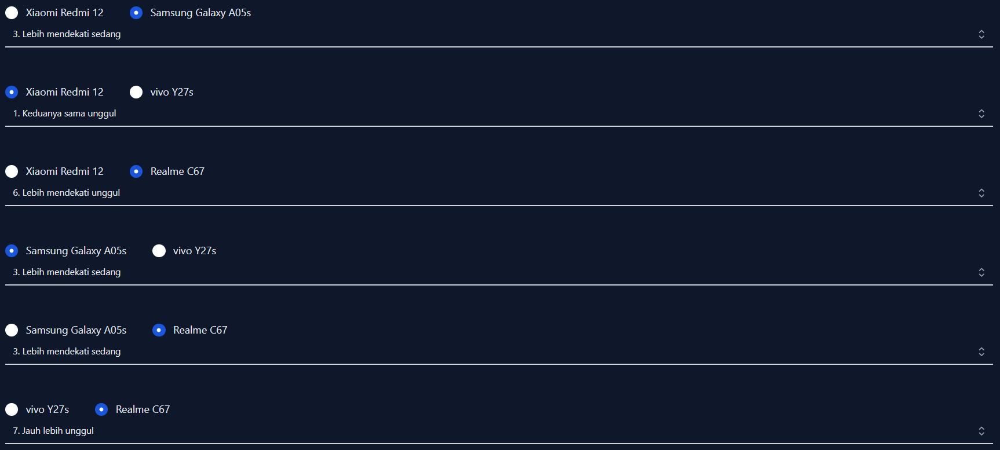 Xiaomi Redmi 12 Samsung Galaxy A05s
3. Lebih mendekati sedang
Xiaomi Redmi 12 vivo Y27s
1. Keduanya sama unggul
Xiaomi Redmi 12 Realme C67
6. Lebih mendekati unggul
Samsung Galaxy A05s vivo Y27s
3. Lebih mendekati sedang
Samsung Galaxy A05s Realme C67
3. Lebih mendekati sedang
vivo Y27s Realme C67
7. Jauh lebih unggul